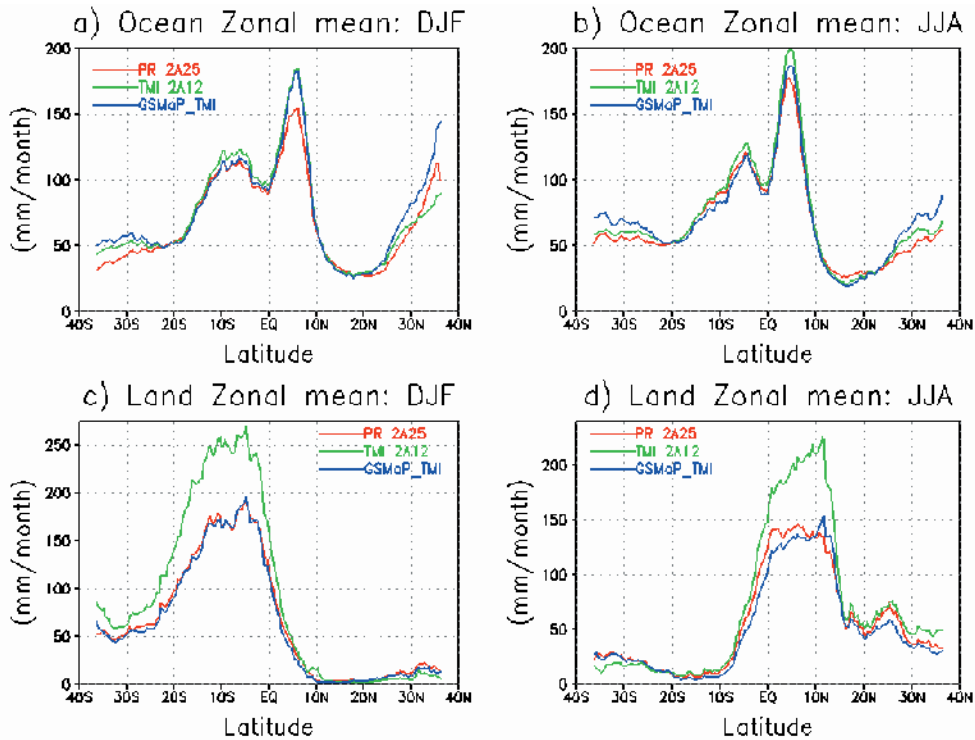 a) Ocean Zonal mean: DJF
(mm/month)
200
150
100
50
0
PR 2A25
TMI 2A12
GSMaP_TMI
40S 30S 20S 10S EQ 10N 20N 30N 40N
Latitude
b) Ocean Zonal mean: JJA
(mm/month)
200
150
100
50
0
PR 2A25
TMI 2A12
GSMaP_TMI
40S 30S 20S 10S EQ 10N 20N 30N 40N
Latitude
c) Land Zonal mean: DJF
(mm/month)
250
200
150
100
50
0
PR 2A25
TMI 2A12
GSMaP_TMI
40S 30S 20S 10S EQ 10N 20N 30N 40N
Latitude
d) Land Zonal mean: JJA
(mm/month)
200
150
100
50
0
PR 2A25
TMI 2A12
GSMaP_TMI
40S 30S 20S 10S EQ 10N 20N 30N 40N
Latitude